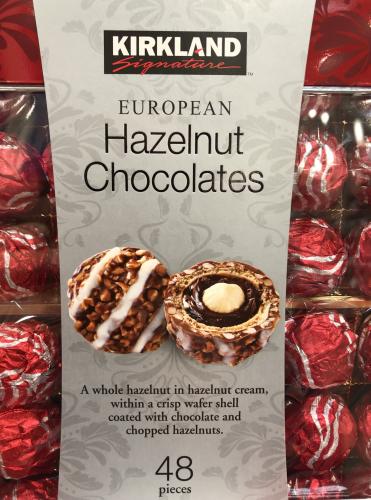 KIRKLAND
Signature
TM
EUROPEAN
Hazelnut
Chocolates
A whole hazelnut in hazelnut cream,
within a crisp wafer shell
coated with chocolate and
chopped hazelnuts.
48
pieces